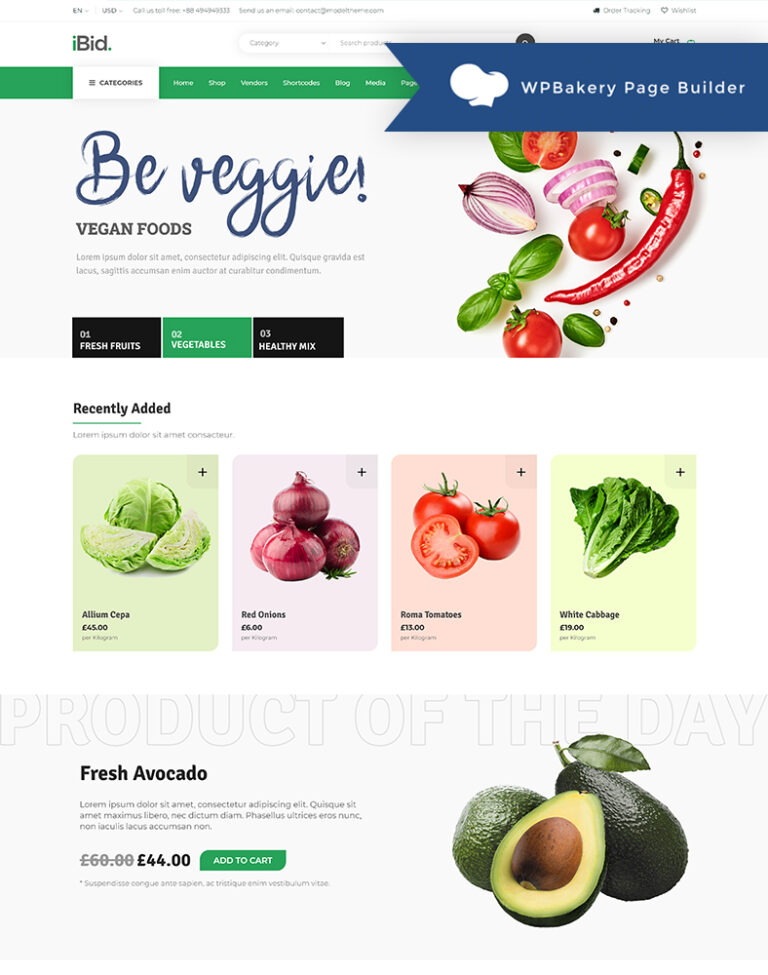 EN USD Call us toll free: +88 494949333 Send us an email: contact@modeltheme.com Order Tracking Wishlist
iBid. Category Search products My Cart
CATEGORIES Home Shop Vendors Shortcodes Blog Media
WPBakery Page Builder
Be veggie!
VEGAN FOODS
Lorem ipsum dolor sit amet, consectetur adipiscing elit. Quisque gravida est
lacus, sagittis accumsan enim auctor at curabitur condimentum.
01 02 03
FRESH FRUITS VEGETABLES HEALTHY MIX
Recently Added
Lorem ipsum dolor sit amet consacteur.
+ + + +
Allium Cepa Red Onions Roma Tomatoes White Cabbage
£45.00 £6.00 £13.00 £19.00
per Kilogram per Kilogram per Kilogram per Kilogram
PRODUCT OF THE DAY
Fresh Avocado
Lorem ipsum dolor sit amet, consectetur adipiscing elit. Quisque sit
amet maximus libero, nec dictum diam. Phasellus ultrices eros nunc,
non iaculis lacus accumsan non.
£60.00 £44.00 ADD TO CART
* Suspendisse congue ante sapien, ac tristique enim vestibulum vitae.